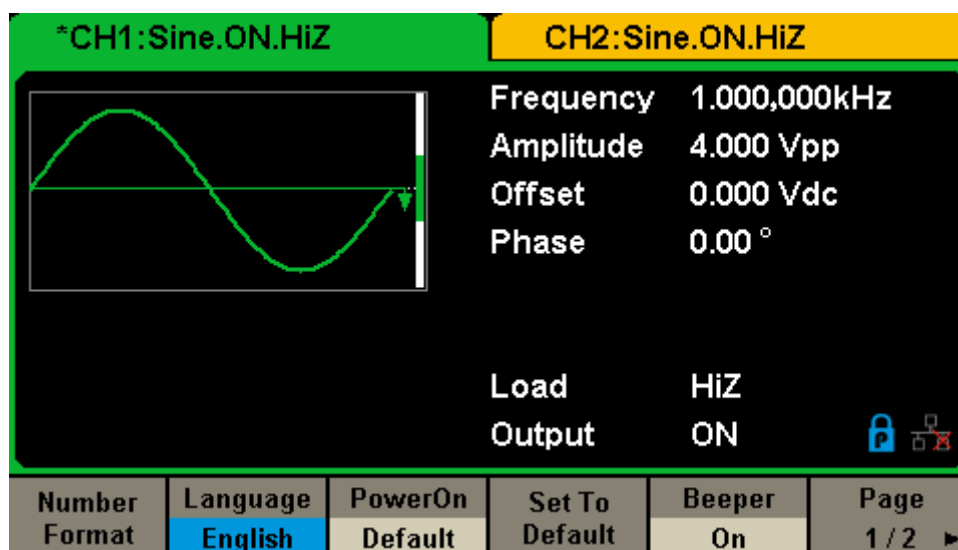 *CH1:Sine.ON.HiZ CH2:Sine.ON.HiZ
Frequency 1.000,000kHz
Amplitude 4.000 Vpp
Offset 0.000 Vdc
Phase 0.00 °
Load HiZ
Output ON
P
Number Format
Language English
PowerOn Default
Set To Default
Beeper On
Page 1/2 ►